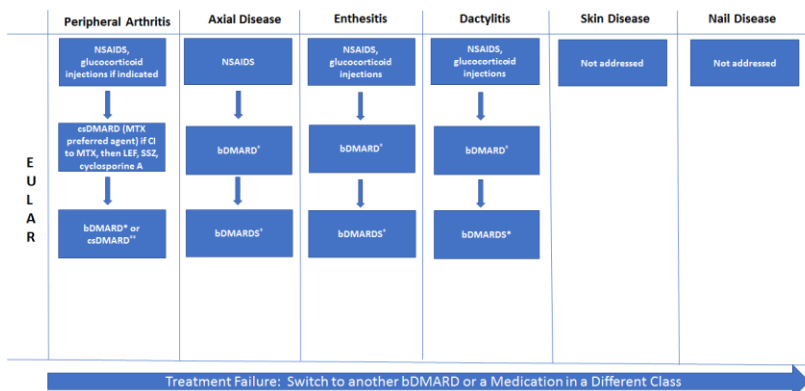 Peripheral Arthritis
Axial Disease
Enthesitis
Dactylitis
Skin Disease
Nail Disease
E
U
L
A
R
NSAIDS,
glucocorticoid
injections if indicated
csDMARD (MTX
preferred agent) if CI
to MTX, then LEF, SSZ,
cyclosporine A
bDMARD* or
csDMARD**
NSAIDS
bDMARD*
bDMARDS*
NSAIDS,
glucocorticoid
injections
bDMARD*
bDMARDS*
NSAIDS,
glucocorticoid
injections
bDMARD*
bDMARDS*
Not addressed
Not addressed
Treatment Failure: Switch to another bDMARD or a Medication in a Different Class